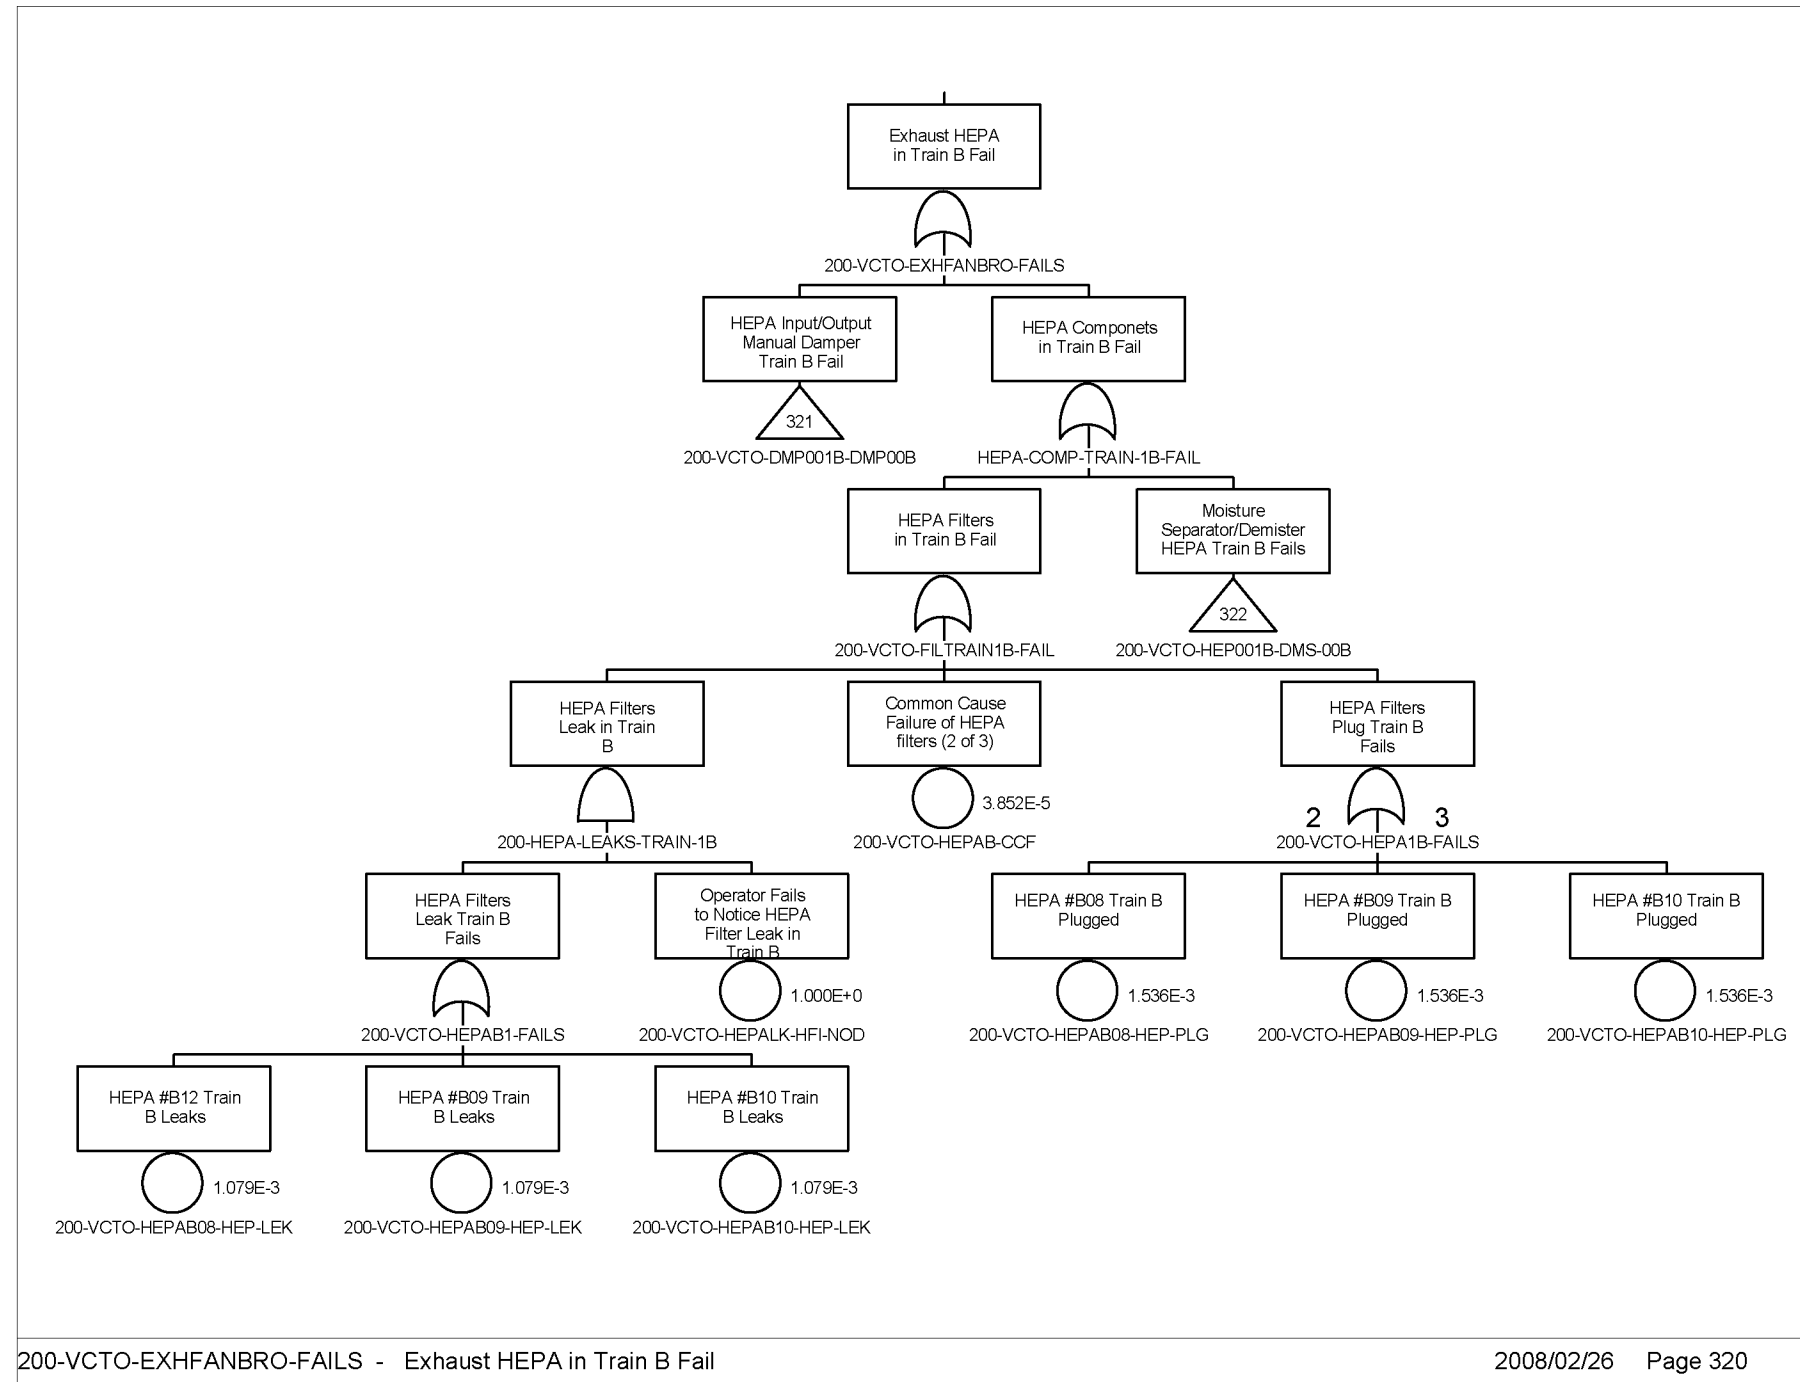 Exhaust HEPA
in Train B Fail
200-VCTO-EXHFANBRO-FAILS
HEPA Input/Output
Manual Damper
Train B Fail
HEPA Componets
in Train B Fail
321
200-VCTO-DMP001B-DMP00B
HEPA-COMP-TRAIN-1B-FAIL
HEPA Filters
in Train B Fail
Moisture
Separator/Demister
HEPA Train B Fails
322
200-VCTO-FILTRAIN1B-FAIL
200-VCTO-HEP001B-DMS-00B
HEPA Filters
Leak in Train
B
Common Cause
Failure of HEPA
filters (2 of 3)
HEPA Filters
Plug Train B
Fails
3.852E-5
2
3
200-HEPA-LEAKS-TRAIN-1B
200-VCTO-HEPAB-CCF
200-VCTO-HEPA1B-FAILS
HEPA Filters
Leak Train B
Fails
Operator Fails
to Notice HEPA
Filter Leak in
Train B
HEPA #B08 Train B
Plugged
HEPA #B09 Train B
Plugged
HEPA #B10 Train B
Plugged
1.000E+0
1.536E-3
1.536E-3
1.536E-3
200-VCTO-HEPAB1-FAILS
200-VCTO-HEPALK-HFI-NOD
200-VCTO-HEPAB08-HEP-PLG
200-VCTO-HEPAB09-HEP-PLG
200-VCTO-HEPAB10-HEP-PLG
HEPA #B12 Train
B Leaks
HEPA #B09 Train
B Leaks
HEPA #B10 Train
B Leaks
1.079E-3
1.079E-3
1.079E-3
200-VCTO-HEPAB08-HEP-LEK
200-VCTO-HEPAB09-HEP-LEK
200-VCTO-HEPAB10-HEP-LEK
200-VCTO-EXHFANBRO-FAILS - Exhaust HEPA in Train B Fail
2008/02/26 Page 320